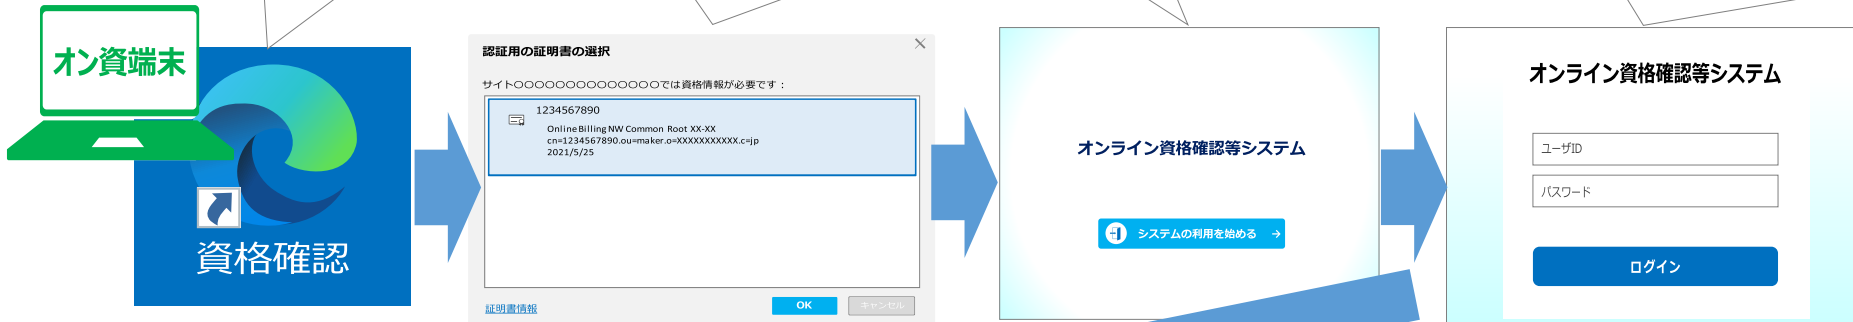 オン資端末
資格確認
認証用の証明書の選択
サイト〇〇〇〇〇〇〇〇〇〇〇〇〇〇では資格情報が必要です：
1234567890
Online Billing NW Common Root XX-XX
cn=1234567890.ou=maker.o=XXXXXXXXXXX.c=jp
2021/5/25
証明書情報
OK
キャンセル
オンライン資格確認等システム
システムの利用を始める →
オンライン資格確認等システム
ユーザID
パスワード
ログイン